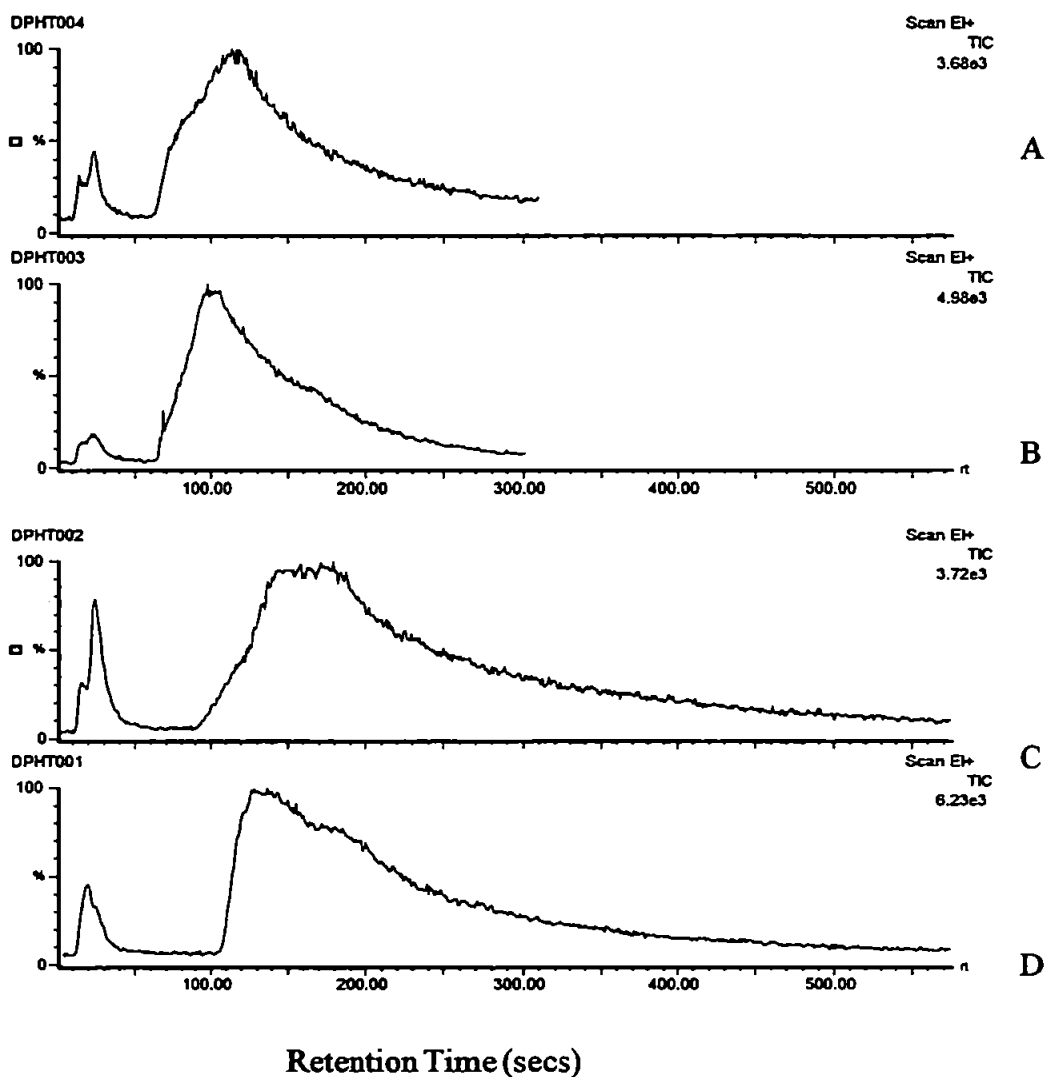 DPHT004
Scan EI+
TIC
3.68e3
100
%
0
A
DPHT003
Scan EI+
TIC
4.98e3
100
%
0
rt
100.00 200.00 300.00 400.00 500.00
B
DPHT002
Scan EI+
TIC
3.72e3
100
%
0
C
DPHT001
Scan EI+
TIC
6.23e3
100
%
0
rt
100.00 200.00 300.00 400.00 500.00
D
Retention Time (secs)